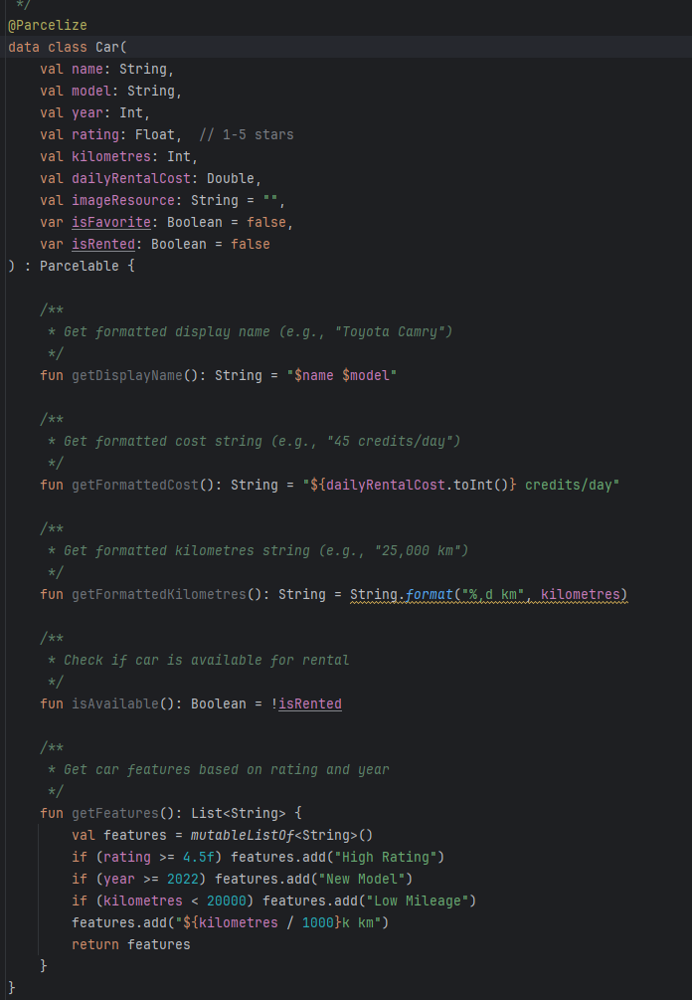 */
@Parcelize
data class Car(
    val name: String,
    val model: String,
    val year: Int,
    val rating: Float,  // 1-5 stars
    val kilometres: Int,
    val dailyRentalCost: Double,
    val imageResource: String = "",
    var isFavorite: Boolean = false,
    var isRented: Boolean = false
) : Parcelable {
    /**
     * Get formatted display name (e.g., "Toyota Camry")
     */
    fun getDisplayName(): String = "$name $model"
    /**
     * Get formatted cost string (e.g., "45 credits/day")
     */
    fun getFormattedCost(): String = "${dailyRentalCost.toInt()} credits/day"
    /**
     * Get formatted kilometres string (e.g., "25,000 km")
     */
    fun getFormattedKilometres(): String = String.format("%,d km", kilometres)
    /**
     * Check if car is available for rental
     */
    fun isAvailable(): Boolean = !isRented
    /**
     * Get car features based on rating and year
     */
    fun getFeatures(): List<String> {
        val features = mutableListOf<String>()
        if (rating >= 4.5f) features.add("High Rating")
        if (year >= 2022) features.add("New Model")
        if (kilometres < 20000) features.add("Low Mileage")
        features.add("${kilometres / 1000}k km")
        return features
    }
}